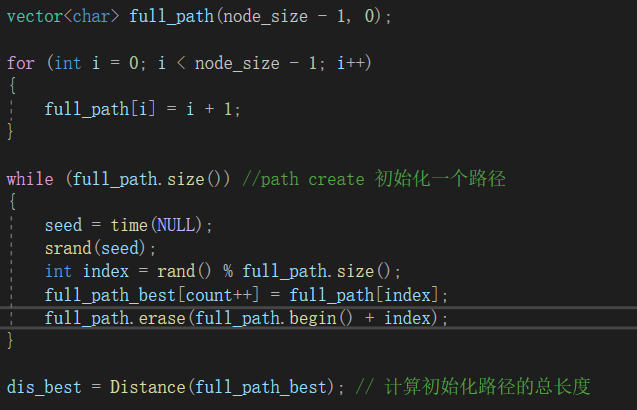 vector<char> full_path(node_size - 1, 0);
for (int i = 0; i < node_size - 1; i++)
{
full_path[i] = i + 1;
}
while (full_path.size()) //path create 初始化一个路径
{
seed = time(NULL);
srand(seed);
int index = rand() % full_path.size();
full_path_best[count++] = full_path[index];
full_path.erase(full_path.begin() + index);
}
dis_best = Distance(full_path_best); // 计算初始化路径的总长度